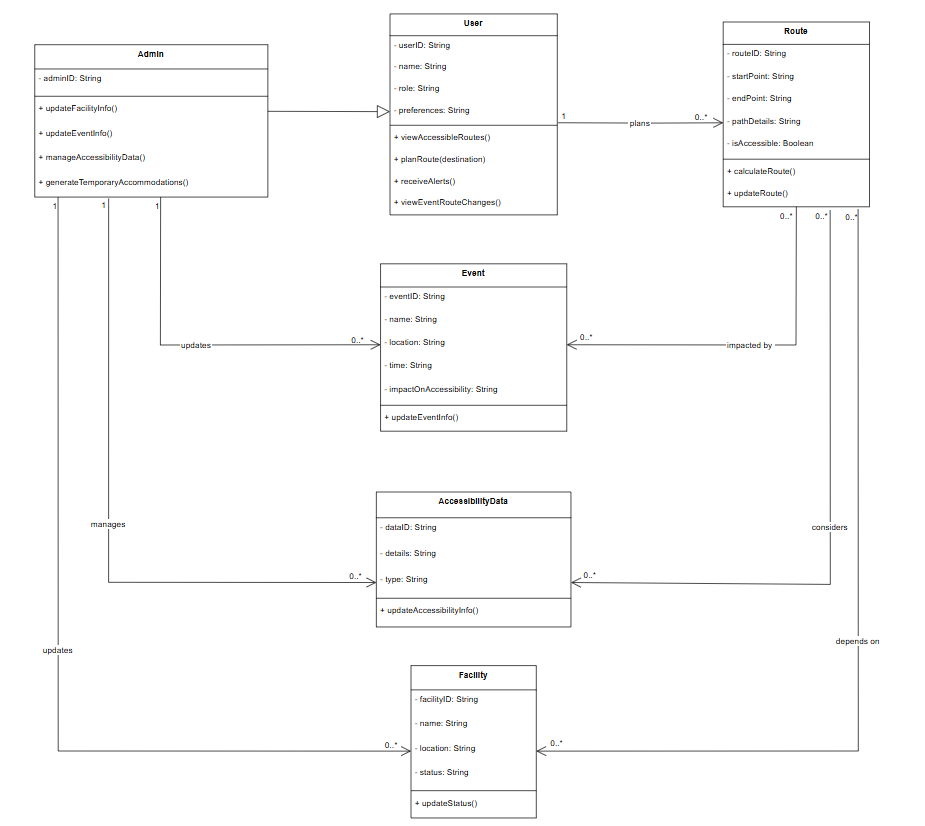 Admin
- adminID: String
+ updateFacilityInfo()
+ updateEventInfo()
+ manageAccessibilityData()
+ generateTemporaryAccommodations()
User
- userID: String
- name: String
- role: String
- preferences: String
+ viewAccessibleRoutes()
+ planRoute(destination)
+ receiveAlerts()
+ viewEventRouteChanges()
1
plans
0..*
Route
- routeID: String
- startPoint: String
- endPoint: String
- pathDetails: String
- isAccessible: Boolean
+ calculateRoute()
+ updateRoute()
1
1
1
0..*
0..*
0..*
Event
- eventID: String
- name: String
- location: String
- time: String
- impactOnAccessibility: String
+ updateEventInfo()
updates
0..*
0..*
impacted by
AccessibilityData
- dataID: String
- details: String
- type: String
+ updateAccessibilityInfo()
manages
0..*
0..*
considers
updates
depends on
Facility
- facilityID: String
- name: String
- location: String
- status: String
+ updateStatus()
0..*
0..*